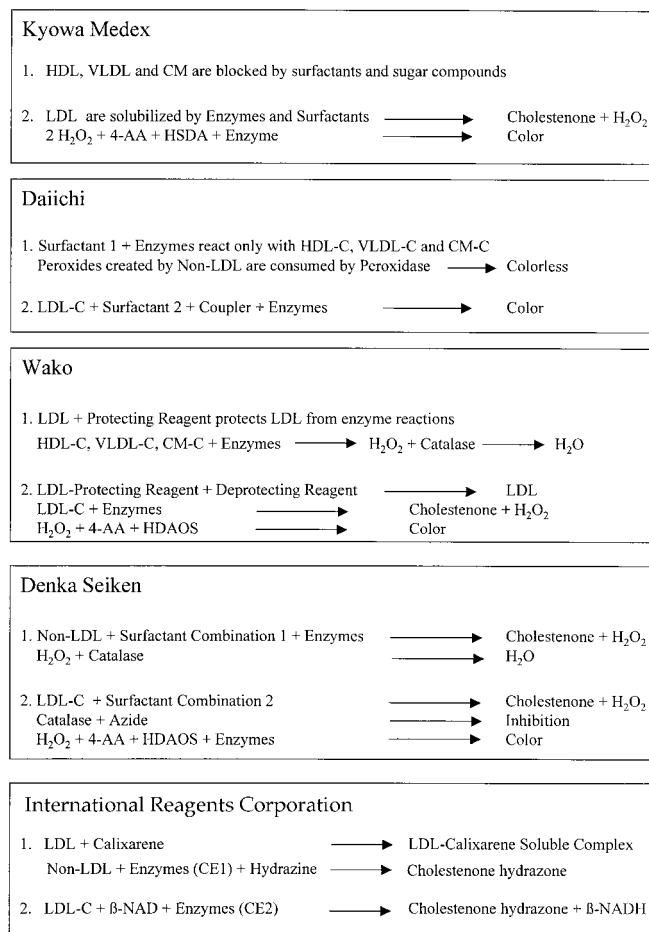 Kyowa Medex
1. HDL, VLDL and CM are blocked by surfactants and sugar compounds
2. LDL are solubilized by Enzymes and Surfactants → Cholestenone + H₂O₂
2 H₂O₂ + 4-AA + HSDA + Enzyme → Color
Daiichi
1. Surfactant 1 + Enzymes react only with HDL-C, VLDL-C and CM-C
Peroxides created by Non-LDL are consumed by Peroxidase → Colorless
2. LDL-C + Surfactant 2 + Coupler + Enzymes → Color
Wako
1. LDL + Protecting Reagent protects LDL from enzyme reactions
HDL-C, VLDL-C, CM-C + Enzymes → H₂O₂ + Catalase → H₂O
2. LDL-Protecting Reagent + Deprotecting Reagent → LDL
LDL-C + Enzymes → Cholestenone + H₂O₂
H₂O₂ + 4-AA + HDAOS → Color
Denka Seiken
1. Non-LDL + Surfactant Combination 1 + Enzymes → Cholestenone + H₂O₂
H₂O₂ + Catalase → H₂O
2. LDL-C + Surfactant Combination 2 → Cholestenone + H₂O₂
Catalase + Azide → Inhibition
H₂O₂ + 4-AA + HDAOS + Enzymes → Color
International Reagents Corporation
1. LDL + Calixarene → LDL-Calixarene Soluble Complex
Non-LDL + Enzymes (CE1) + Hydrazine → Cholestenone hydrazone
2. LDL-C + ß-NAD + Enzymes (CE2) → Cholestenone hydrazone + ß-NADH